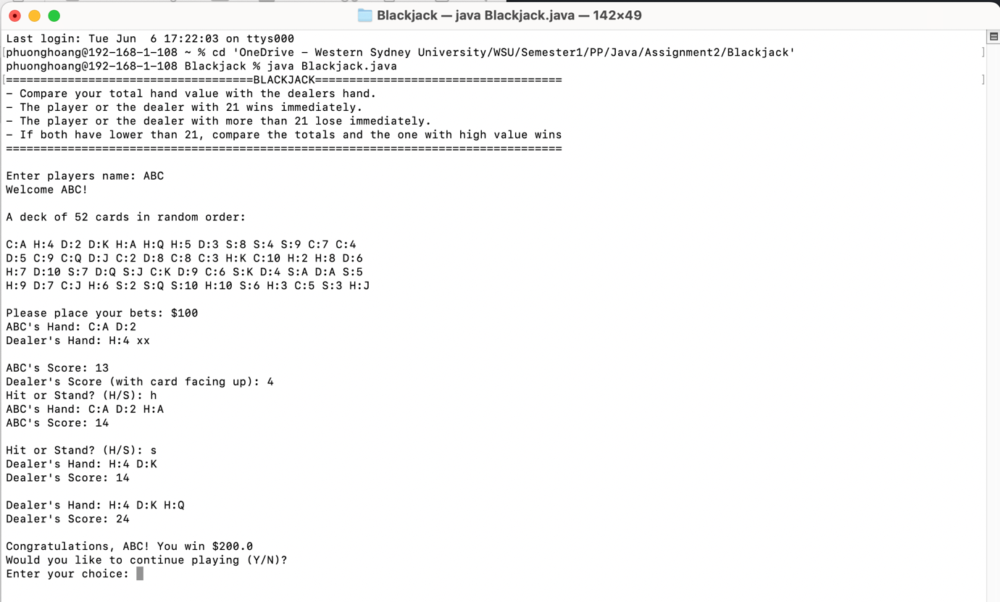 Blackjack — java Blackjack.java — 142×49
Last login: Tue Jun  6 17:22:03 on ttys000
[phuonghoang@192-168-1-108 ~ % cd 'OneDrive - Western Sydney University/WSU/Semester1/PP/Java/Assignment2/Blackjack' ]
phuonghoang@192-168-1-108 Blackjack % java Blackjack.java
[====================================BLACKJACK==================================== ]
- Compare your total hand value with the dealers hand.
- The player or the dealer with 21 wins immediately.
- The player or the dealer with more than 21 lose immediately.
- If both have lower than 21, compare the totals and the one with high value wins
=================================================================================
Enter players name: ABC
Welcome ABC!
A deck of 52 cards in random order:
C:A H:4 D:2 D:K H:A H:Q H:5 D:3 S:8 S:4 S:9 C:7 C:4
D:5 C:9 C:Q D:J C:2 D:8 C:8 C:3 H:K C:10 H:2 H:8 D:6
H:7 D:10 S:7 D:Q S:J C:K D:9 C:6 S:K D:4 S:A D:A S:5
H:9 D:7 C:J H:6 S:2 S:Q S:10 H:10 S:6 H:3 C:5 S:3 H:J
Please place your bets: $100
ABC's Hand: C:A D:2
Dealer's Hand: H:4 xx
ABC's Score: 13
Dealer's Score (with card facing up): 4
Hit or Stand? (H/S): h
ABC's Hand: C:A D:2 H:A
ABC's Score: 14
Hit or Stand? (H/S): s
Dealer's Hand: H:4 D:K
Dealer's Score: 14
Dealer's Hand: H:4 D:K H:Q
Dealer's Score: 24
Congratulations, ABC! You win $200.0
Would you like to continue playing (Y/N)?
Enter your choice: